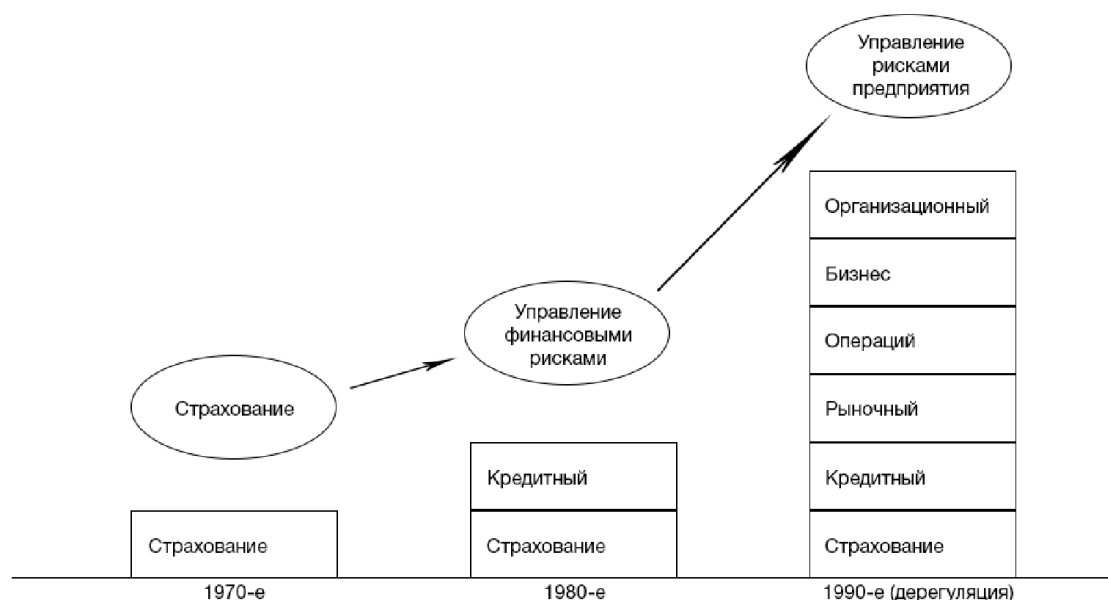 Управление
рисками
предприятия
Организационный
Бизнес
Управление
финансовыми
рисками
Операций
Страхование
Рыночный
Кредитный
Кредитный
Страхование
Страхование
Страхование
1970-е
1980-е
1990-е (дерегуляция)